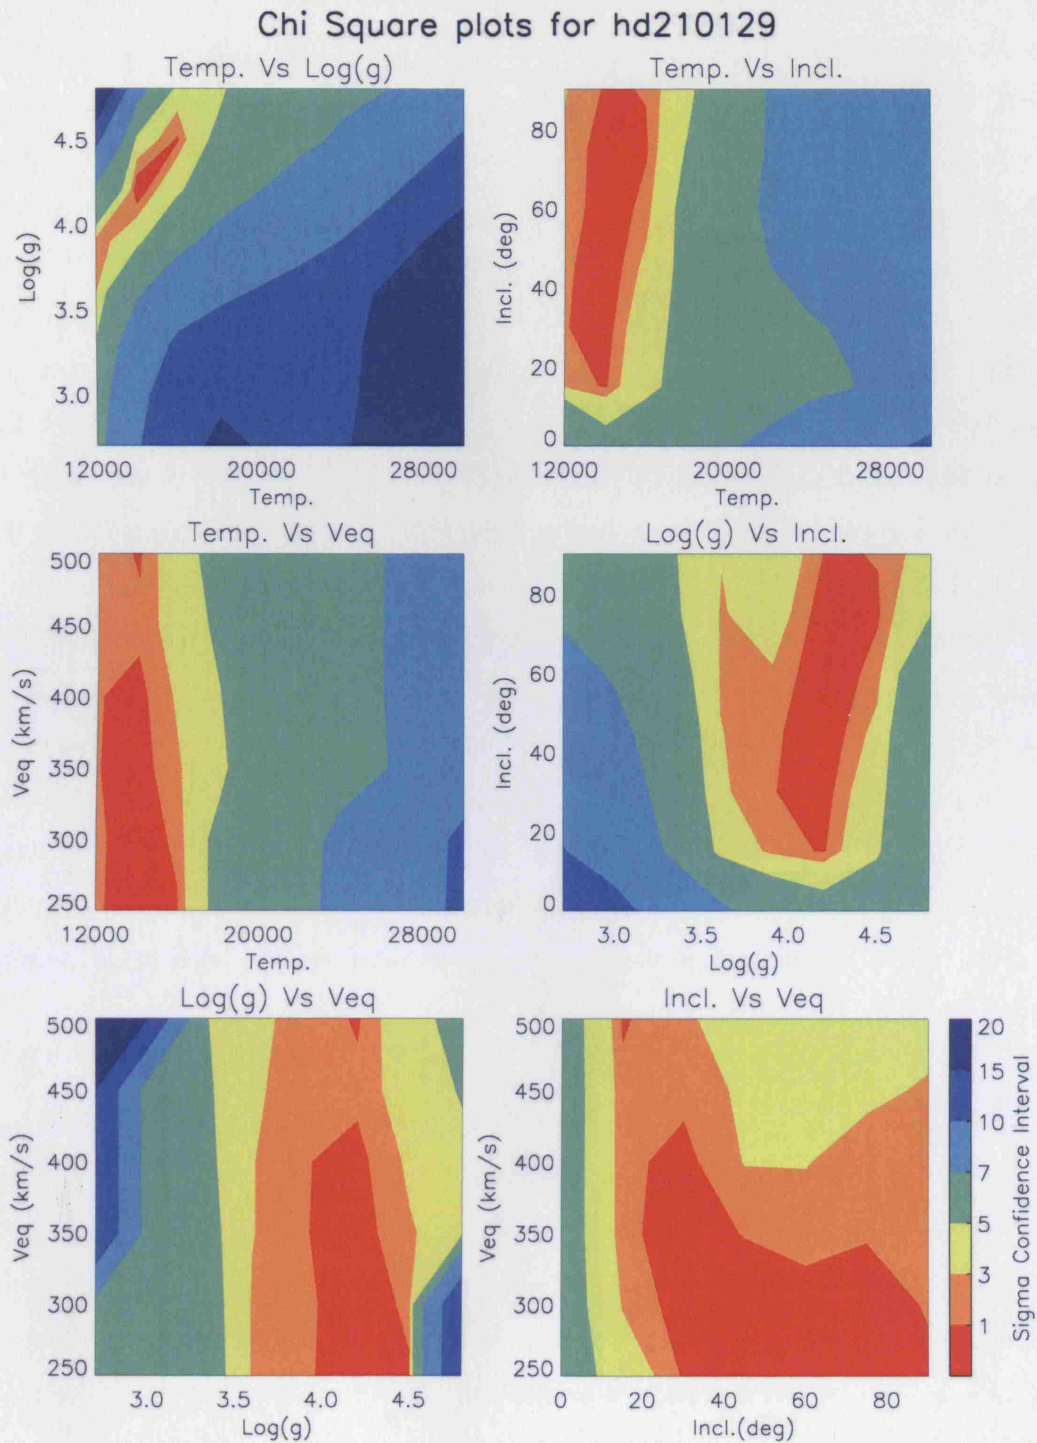 Chi Square plots for hd210129
Temp. Vs Log(g)
Log(g)
4.5
4.0
3.5
3.0
12000 20000 28000
Temp.
Temp. Vs Incl.
Incl. (deg)
80
60
40
20
0
12000 20000 28000
Temp.
Temp. Vs Veq
Veq (km/s)
500
450
400
350
300
250
12000 20000 28000
Temp.
Log(g) Vs Incl.
Incl. (deg)
80
60
40
20
0
3.0 3.5 4.0 4.5
Log(g)
Log(g) Vs Veq
Veq (km/s)
500
450
400
350
300
250
3.0 3.5 4.0 4.5
Log(g)
Incl. Vs Veq
Veq (km/s)
500
450
400
350
300
250
0 20 40 60 80
Incl.(deg)
20
15
10
7
5
3
1
Sigma Confidence Interval